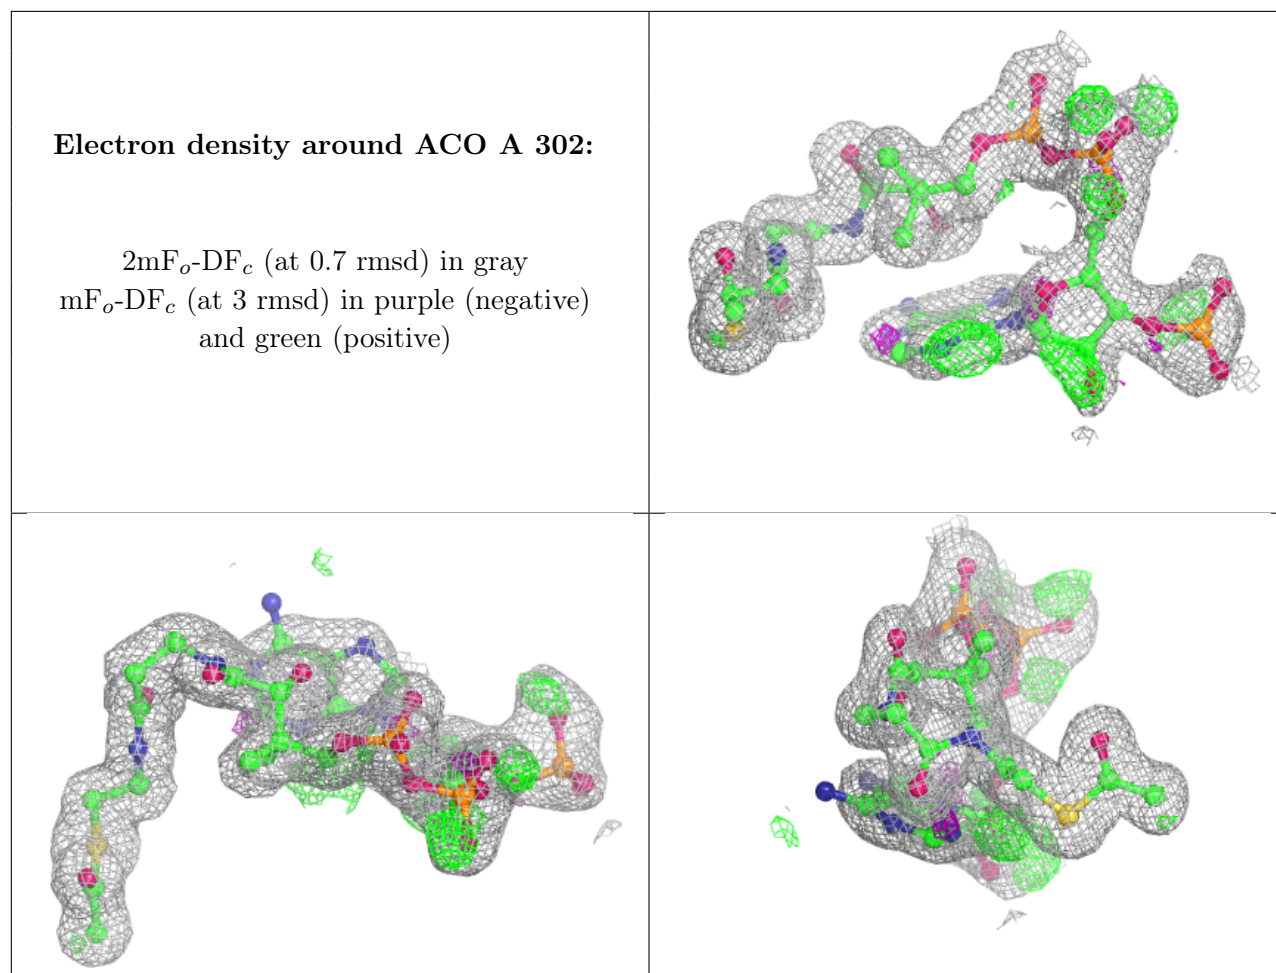 Electron density around ACO A 302:
2mFo-DFc (at 0.7 rmsd) in gray
mFo-DFc (at 3 rmsd) in purple (negative)
and green (positive)